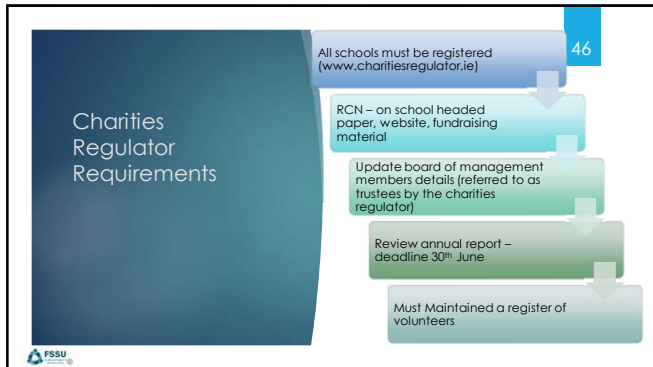 46
Charities
Regulator
Requirements
All schools must be registered
(www.charitiesregulator.ie)
RCN – on school headed
paper, website, fundraising
material
Update board of management
members details (referred to as
trustees by the charities
regulator)
Review annual report –
deadline 30th June
Must Maintained a register of
volunteers
FSSU